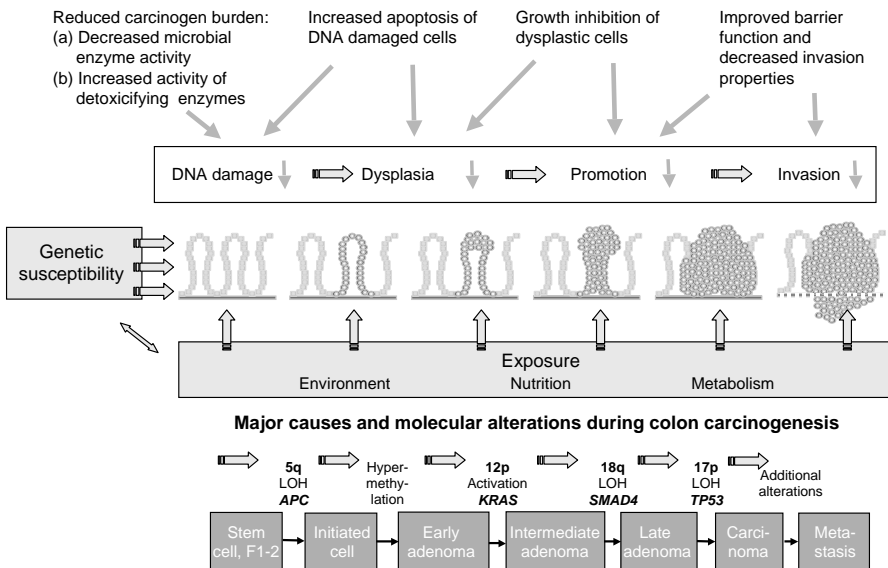 Reduced carcinogen burden:
(a) Decreased microbial
enzyme activity
(b) Increased activity of
detoxicifying enzymes
Increased apoptosis of
DNA damaged cells
Growth inhibition of
dysplastic cells
Improved barrier
function and
decreased invasion
properties
DNA damage
Dysplasia
Promotion
Invasion
Genetic
susceptibility
Exposure
Environment
Nutrition
Metabolism
Major causes and molecular alterations during colon carcinogenesis
5q
LOH
APC
Hyper-
methy-
lation
12p
Activation
KRAS
18q
LOH
SMAD4
17p
LOH
TP53
Additional
alterations
Stem
cell, F1-2
Initiated
cell
Early
adenoma
Intermediate
adenoma
Late
adenoma
Carci-
noma
Meta-
stasis